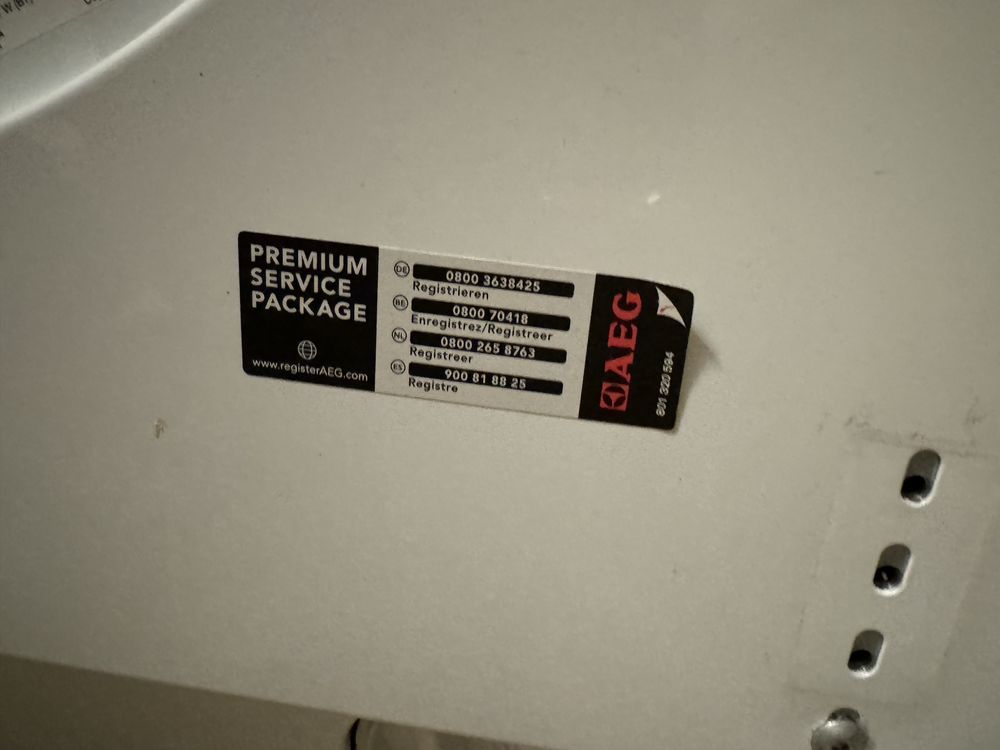 W (en)
PREMIUM
SERVICE
PACKAGE
www.registerAEG.com
DE 0800 3638425
Registrieren
BE 0800 70418
Enregistrez/Registreer
NL 0800 265 8763
Registreer
ES 900 81 88 25
Registre
AEG
801 320 594